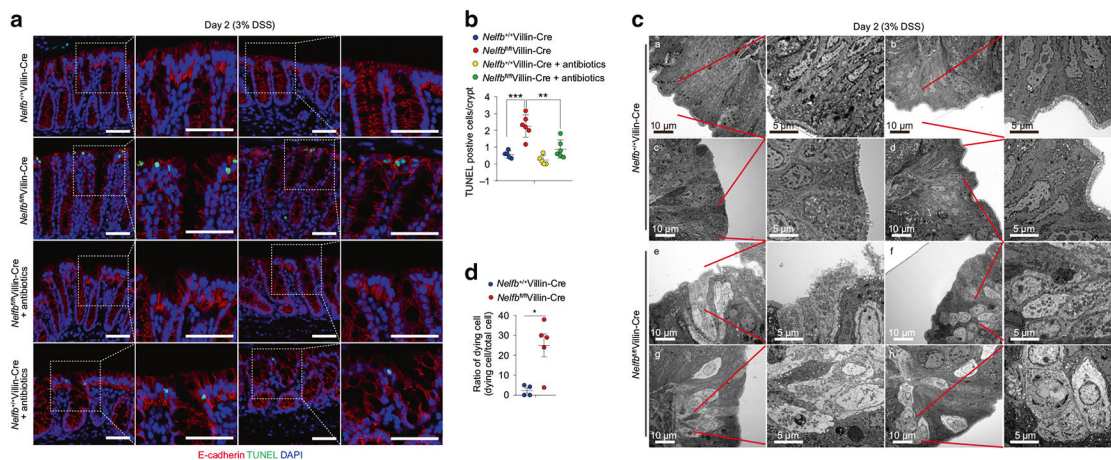 a
Day 2 (3% DSS)
Nelfb+/+Villin-Cre
Nelfbfl/flVillin-Cre
Nelfbfl/flVillin-Cre
+ antibiotics
Nelfb+/+Villin-Cre
+ antibiotics
E-cadherin TUNEL DAPI
b
Nelfb+/+Villin-Cre
Nelfbfl/flVillin-Cre
Nelfb+/+Villin-Cre + antibiotics
Nelfbfl/flVillin-Cre + antibiotics
TUNEL postive cells/crypt
*** **
5
4
3
2
1
0
–1
d
Nelfb+/+Villin-Cre
Nelfbfl/flVillin-Cre
Ratio of dying cell
(dying cell/total cell)
*
40
30
20
10
0
c
Day 2 (3% DSS)
Nelfb+/+Villin-Cre
a b
10 µm 5 µm 10 µm 5 µm
c d
10 µm 5 µm 10 µm 5 µm
Nelfbfl/flVillin-Cre
e f
10 µm 5 µm 10 µm 5 µm
g h
10 µm 5 µm 10 µm 5 µm